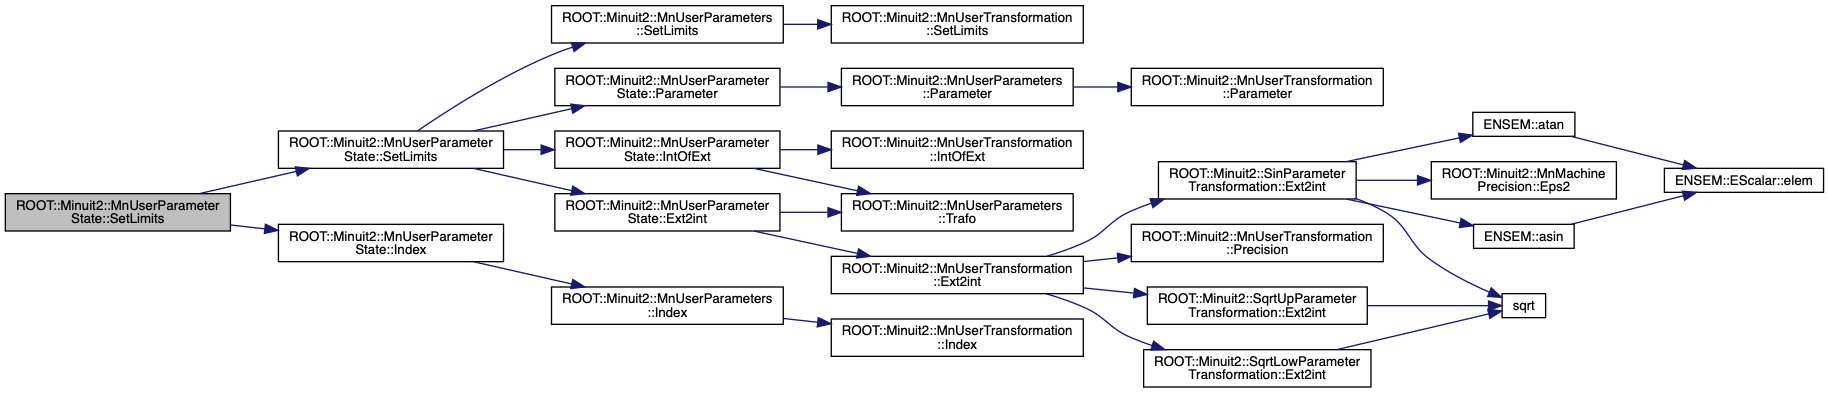 ROOT::Minuit2::MnUserParameter
State::SetLimits
ROOT::Minuit2::MnUserParameter
State::SetLimits
ROOT::Minuit2::MnUserParameter
State::Index
ROOT::Minuit2::MnUserParameters
::SetLimits
ROOT::Minuit2::MnUserParameter
State::Parameter
ROOT::Minuit2::MnUserParameter
State::IntOfExt
ROOT::Minuit2::MnUserParameter
State::Ext2int
ROOT::Minuit2::MnUserParameters
::Index
ROOT::Minuit2::MnUserTransformation
::SetLimits
ROOT::Minuit2::MnUserParameters
::Parameter
ROOT::Minuit2::MnUserTransformation
::IntOfExt
ROOT::Minuit2::MnUserParameters
::Trafo
ROOT::Minuit2::MnUserTransformation
::Ext2int
ROOT::Minuit2::MnUserTransformation
::Index
ROOT::Minuit2::MnUserTransformation
::Parameter
ROOT::Minuit2::SinParameter
Transformation::Ext2int
ROOT::Minuit2::MnUserTransformation
::Precision
ROOT::Minuit2::SqrtUpParameter
Transformation::Ext2int
ROOT::Minuit2::SqrtLowParameter
Transformation::Ext2int
ENSEM::atan
ROOT::Minuit2::MnMachine
Precision::Eps2
ENSEM::asin
sqrt
ENSEM::EScalar::elem